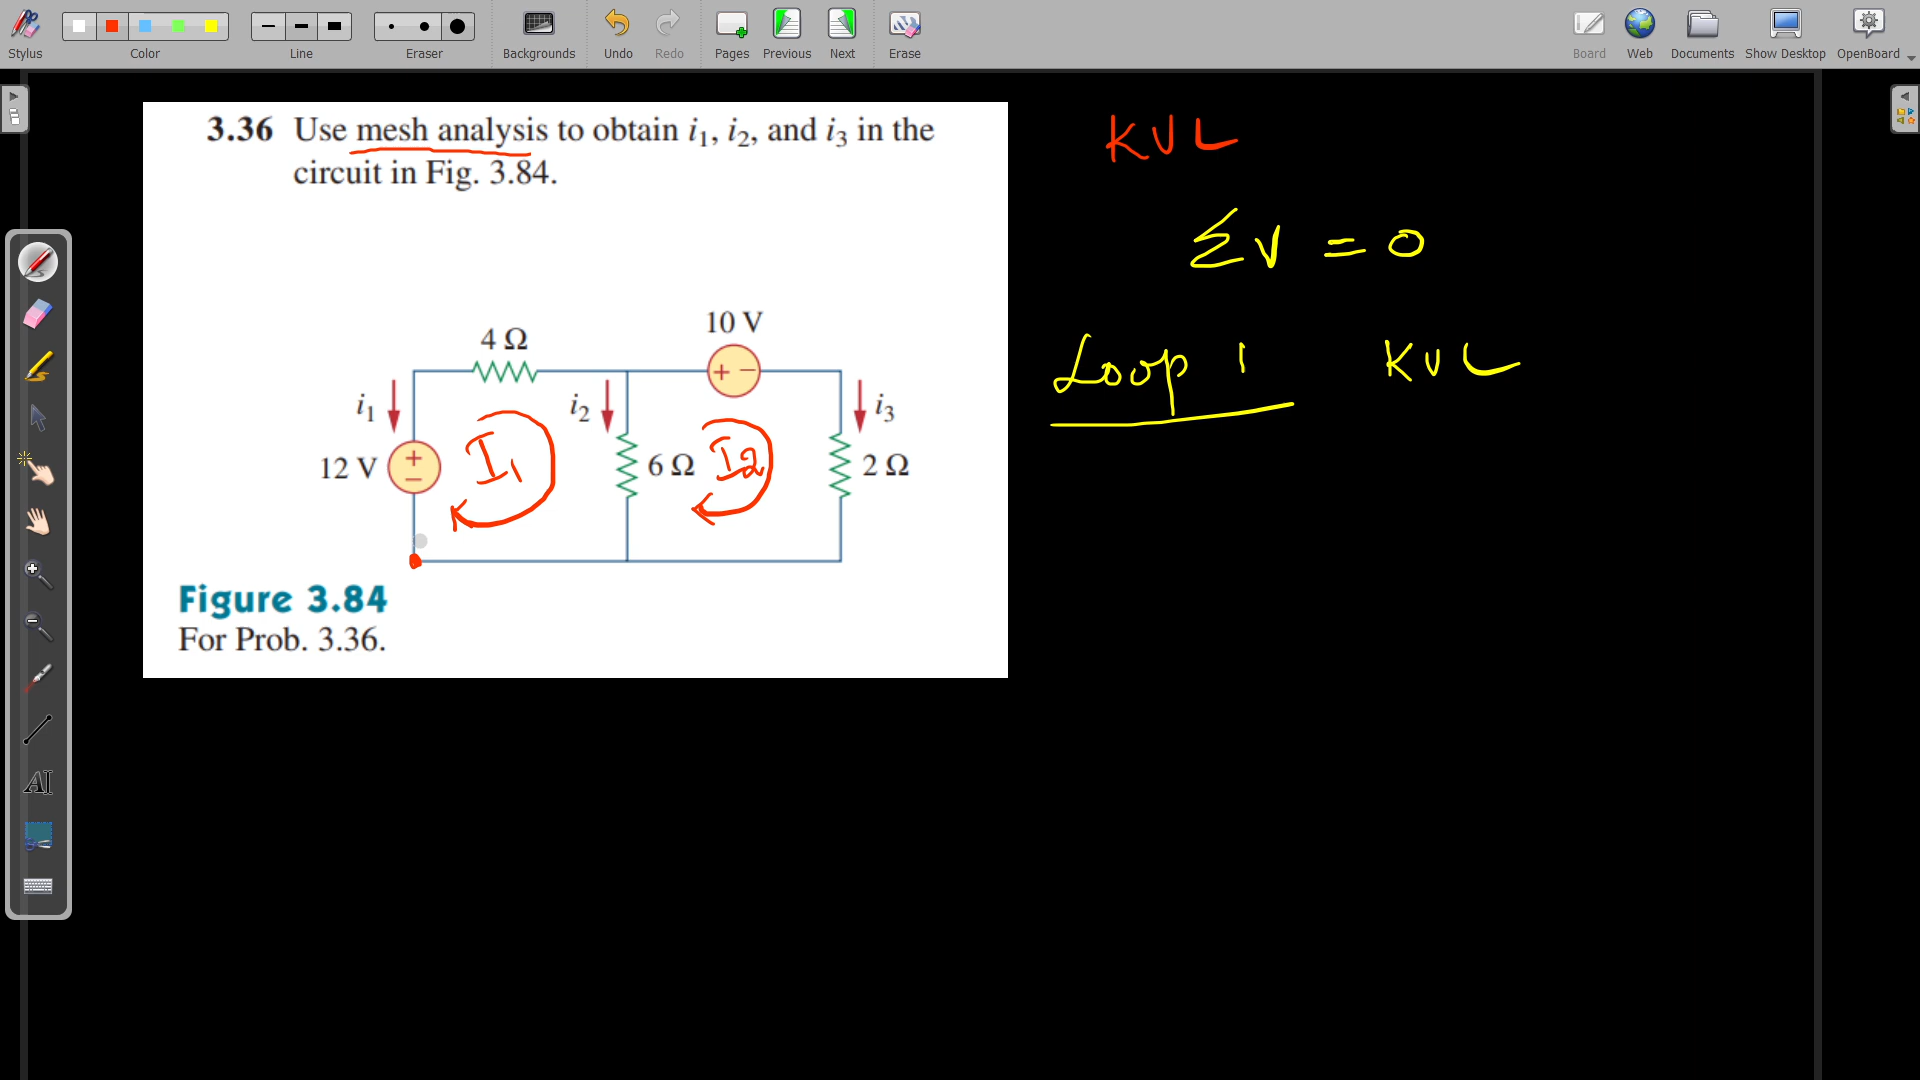 Stylus Color Line Eraser Backgrounds Undo Redo Pages Previous Next Erase Board Web Documents Show Desktop OpenBoard
3.36 Use mesh analysis to obtain i₁, i₂, and i₃ in the
circuit in Fig. 3.84.
KVL
Σv = 0
Loop 1 KVL
10 V
4 Ω
+ −
i₁ i₂ i₃
12 V + − I₁ 6 Ω I₂ 2 Ω
Figure 3.84
For Prob. 3.36.
AI